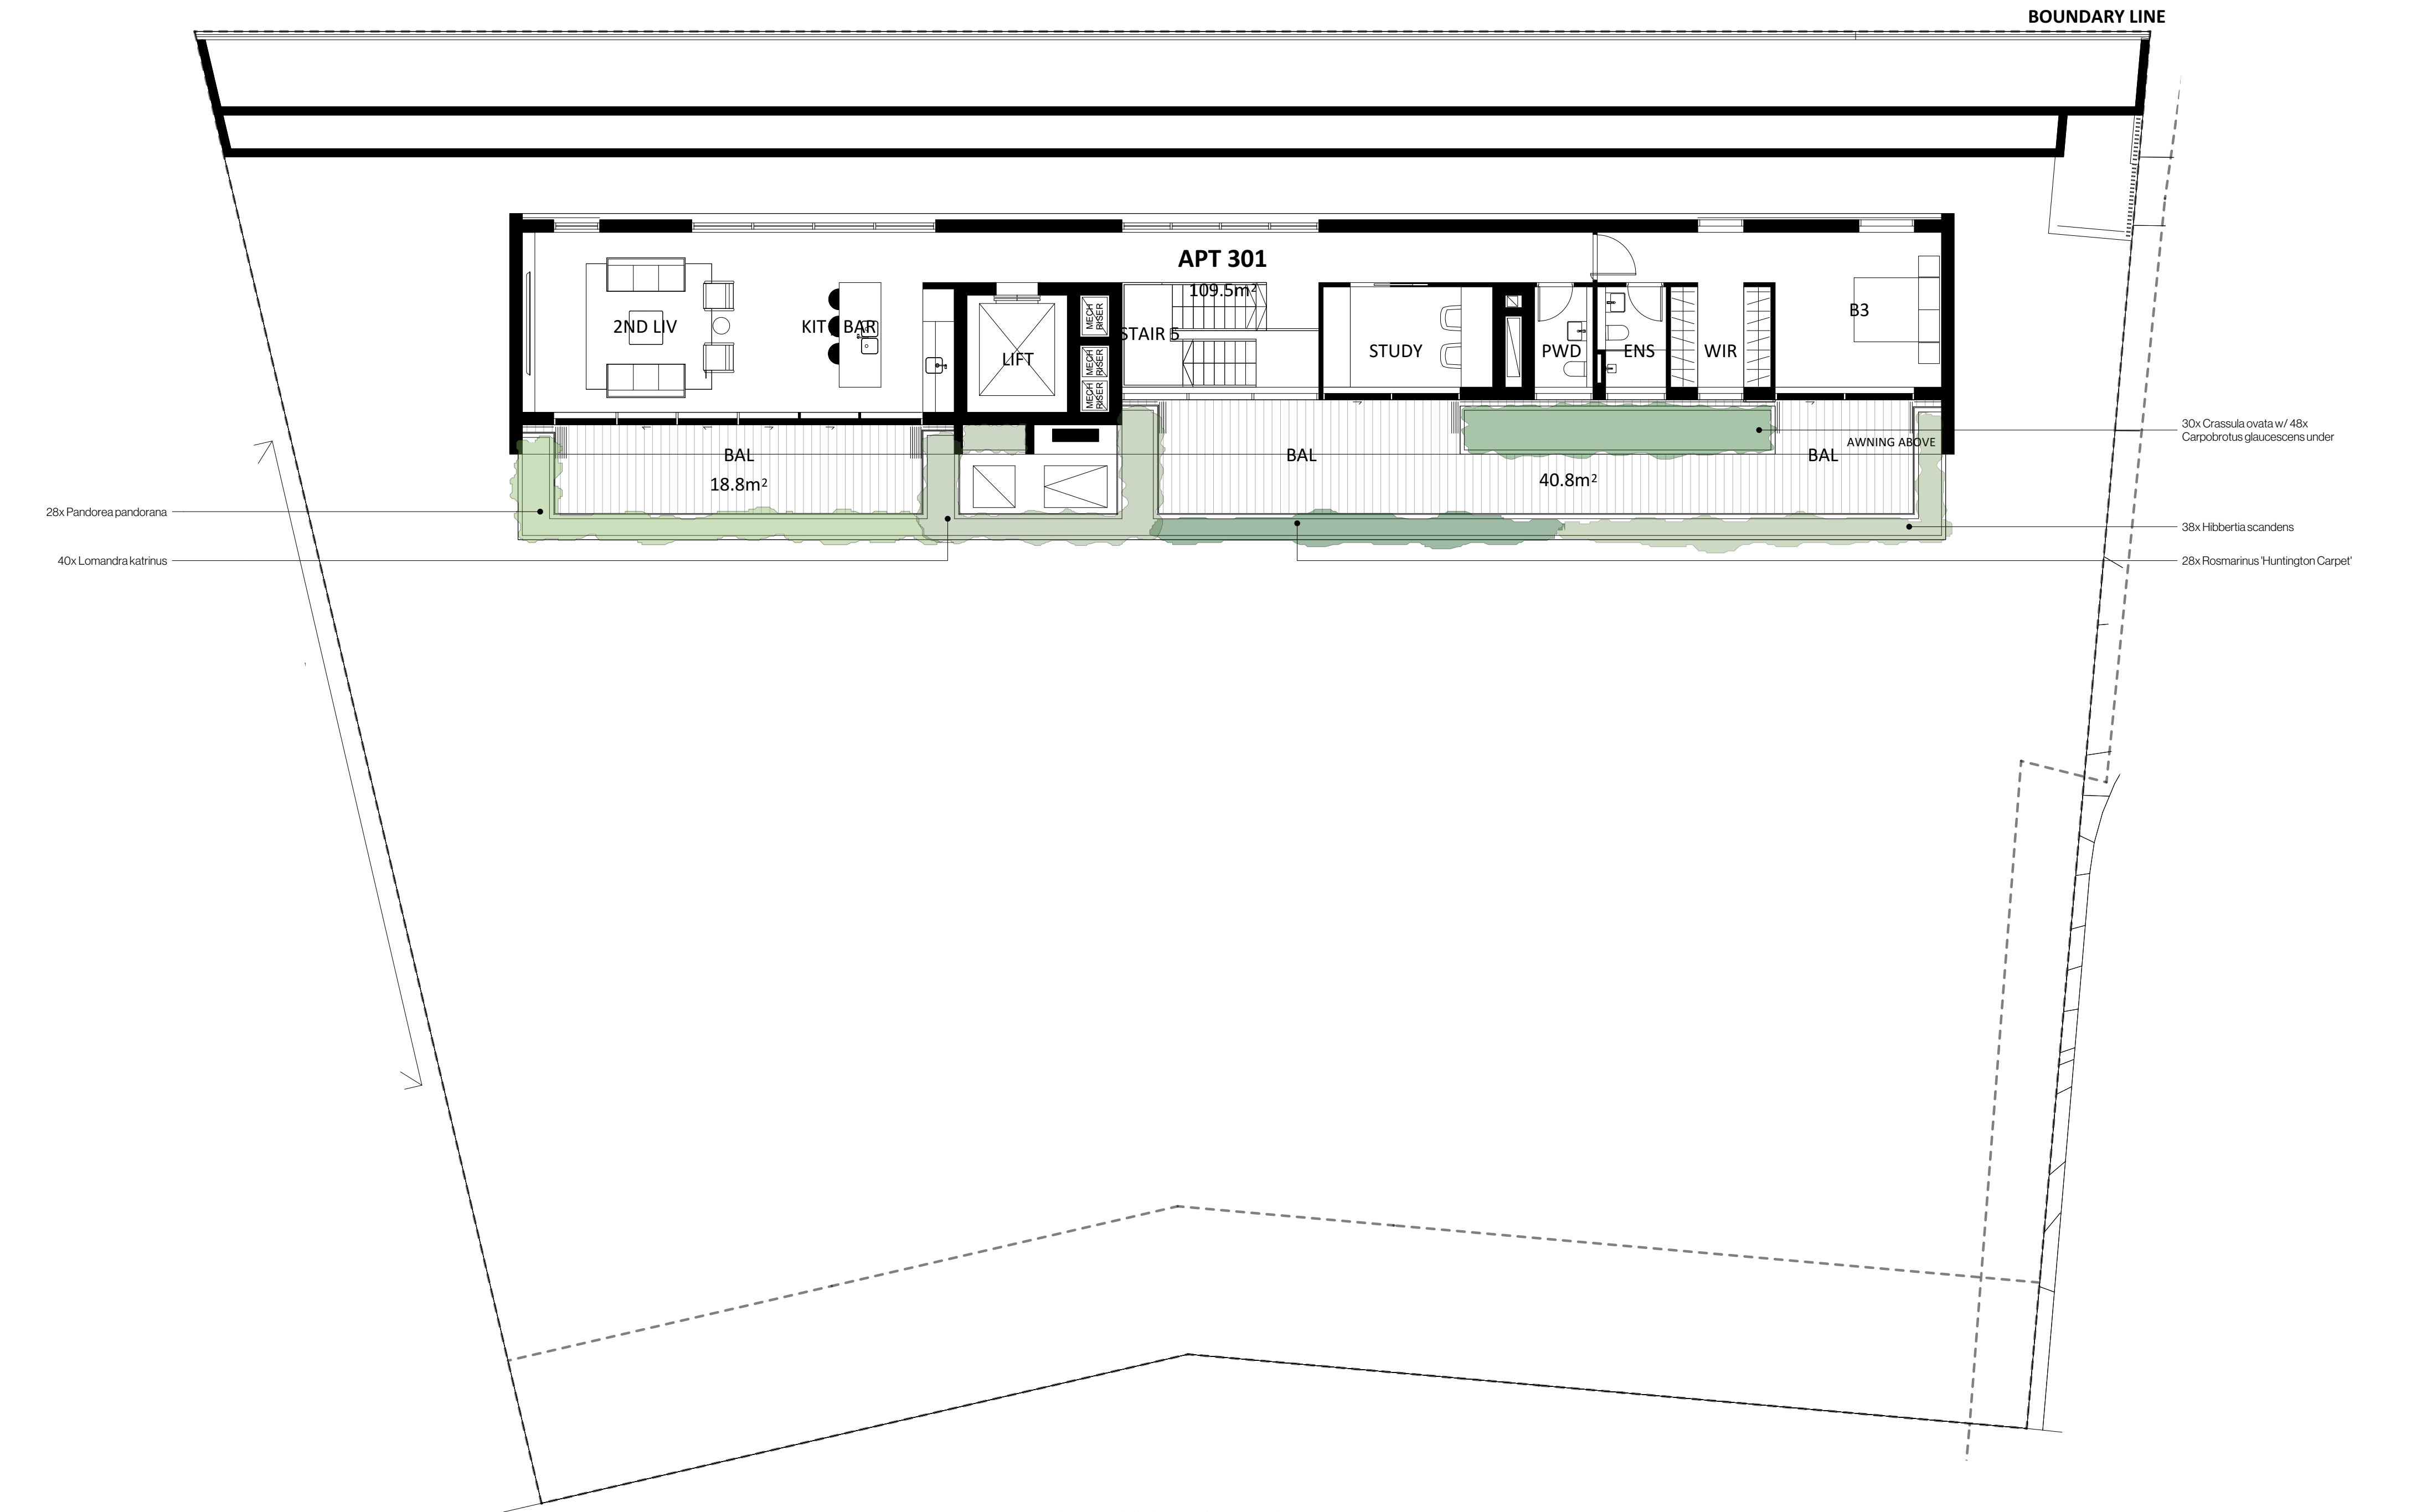 BOUNDARY LINE
APT 301
109.5m²
2ND LIV
KIT
BAR
LIFT
MECH
RISER
MECH
RISER
MECH
RISER
STAIR 5
STUDY
PWD
ENS
WIR
B3
BAL
18.8m²
BAL
40.8m²
AWNING ABOVE
BAL
30x Crassula ovata w/ 48x
Carpobrotus glaucescens under
28x Pandorea pandorana
38x Hibbertia scandens
40x Lomandra katrinus
28x Rosmarinus 'Huntington Carpet'